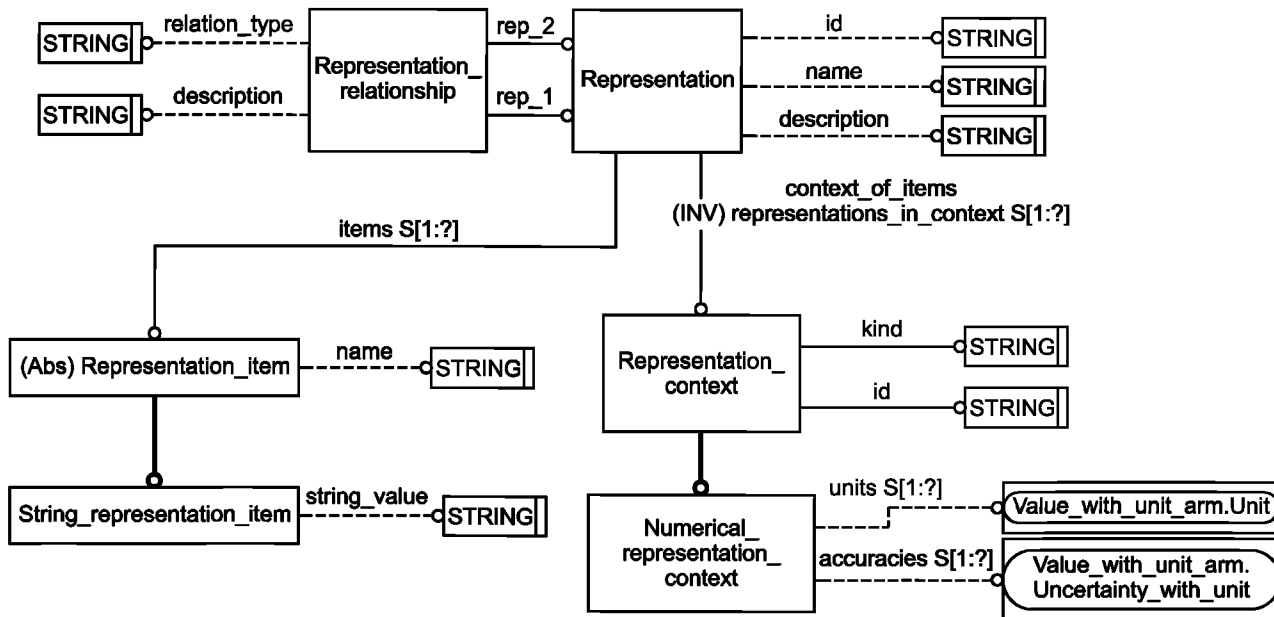 relation_type
STRING
description
STRING
Representation_
relationship
rep_2
rep_1
Representation
id
STRING
name
STRING
description
STRING
context_of_items
(INV) representations_in_context S[1:?]
items S[1:?]
(Abs) Representation_item
name
STRING
Representation_
context
kind
STRING
id
STRING
String_representation_item
string_value
STRING
Numerical_
representation_
context
units S[1:?]
Value_with_unit_arm.Unit
accuracies S[1:?]
Value_with_unit_arm.
Uncertainty_with_unit